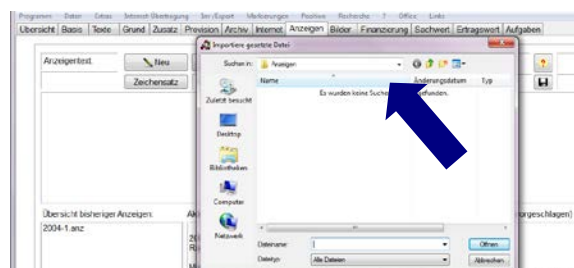 Programm Daten Extras Internet-Übertragung Ser./Export Markierungen Positive Recherche ? Office Links
Übersicht Basis Texte Grund Zusatz Provision Archiv Internet Anzeigen Bilder Finanzierung Sachwert Ertragswert Aufgaben
Importiere gesetzte Datei
Anzeigentext Neu
Suchen in: Anzeigen
Zeichensatz
Name Änderungsdatum Typ
Es wurden keine Suche gefunden.
Zuletzt besucht
Desktop
Bibliotheken
Computer
Netzwerk
Übersicht bisheriger Anzeigen:
2004-1.anz
orgeschlagen)
Dateiname: Öffnen
Dateityp: Alle Dateien Abbrechen